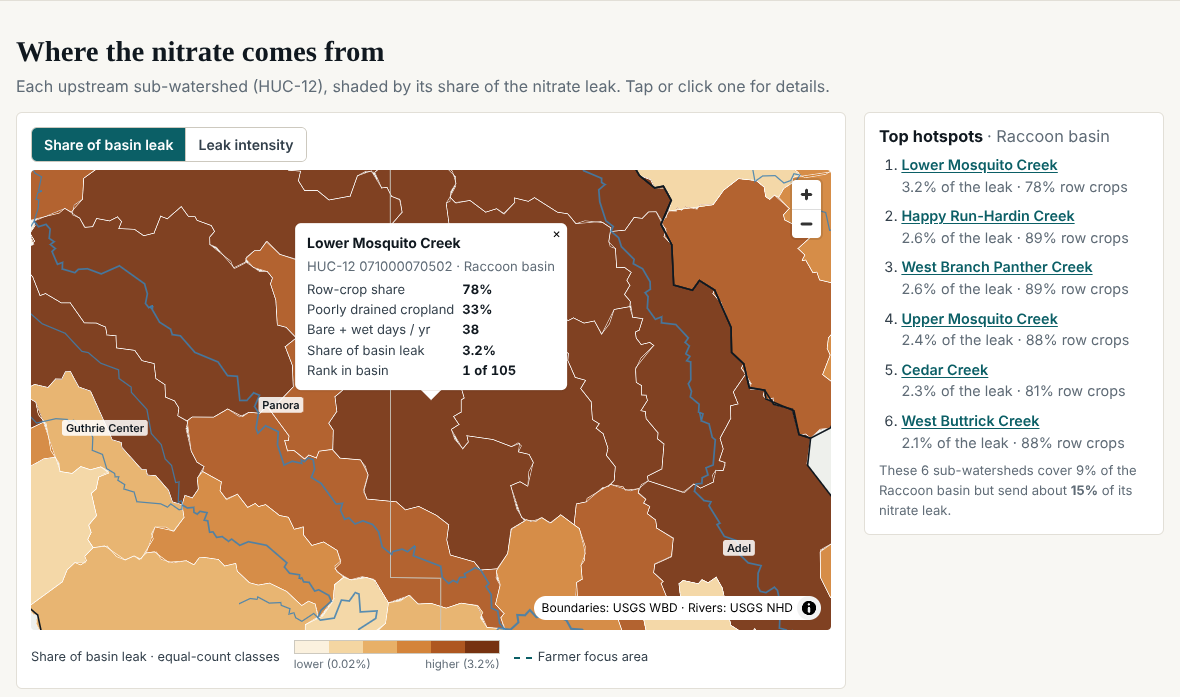 Where the nitrate comes from
Each upstream sub-watershed (HUC-12), shaded by its share of the nitrate leak. Tap or click one for details.
Share of basin leak
Leak intensity
+
−
Lower Mosquito Creek
×
HUC-12 071000070502 · Raccoon basin
Row-crop share 78%
Poorly drained cropland 33%
Bare + wet days / yr 38
Share of basin leak 3.2%
Rank in basin 1 of 105
Panora
Guthrie Center
Adel
Boundaries: USGS WBD · Rivers: USGS NHD
Share of basin leak · equal-count classes
lower (0.02%)
higher (3.2%)
Farmer focus area
Top hotspots · Raccoon basin
1. Lower Mosquito Creek
3.2% of the leak · 78% row crops
2. Happy Run-Hardin Creek
2.6% of the leak · 89% row crops
3. West Branch Panther Creek
2.6% of the leak · 89% row crops
4. Upper Mosquito Creek
2.4% of the leak · 88% row crops
5. Cedar Creek
2.3% of the leak · 81% row crops
6. West Buttrick Creek
2.1% of the leak · 88% row crops
These 6 sub-watersheds cover 9% of the
Raccoon basin but send about 15% of its
nitrate leak.